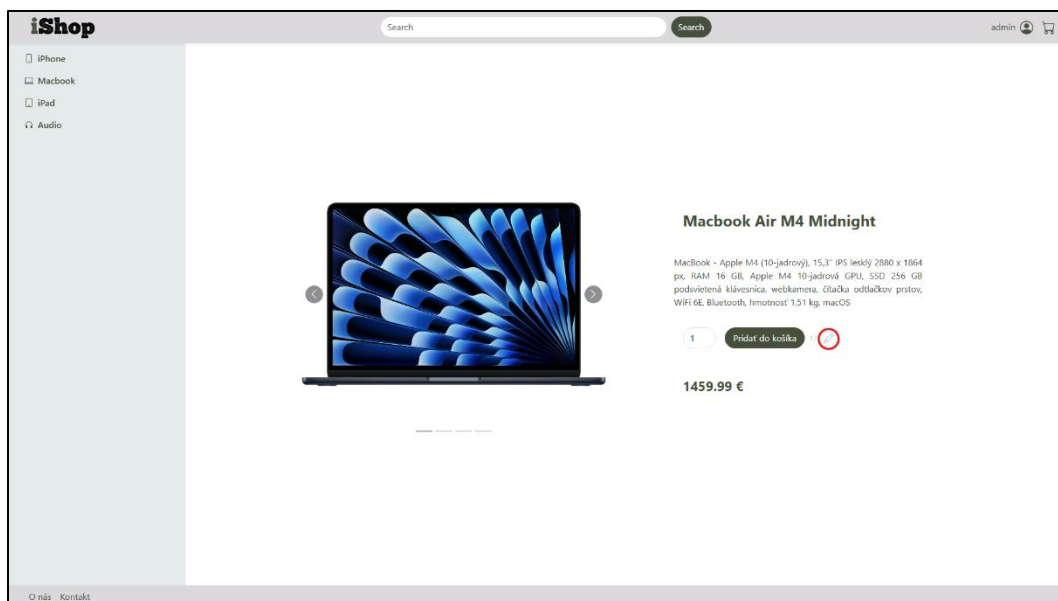 iShop
Search
Search
admin
iPhone
Macbook
iPad
Audio
Macbook Air M4 Midnight
MacBook - Apple M4 (10-jadrový), 15,3" IPS lesklý 2880 x 1864
px, RAM 16 GB, Apple M4 10-jadrová GPU, SSD 256 GB
podsvietená klávesnica, webkamera, čítačka odtlačkov prstov,
WiFi 6E, Bluetooth, hmotnosť 1.51 kg, macOS
1
Pridať do košíka
1459.99 €
O nás
Kontakt